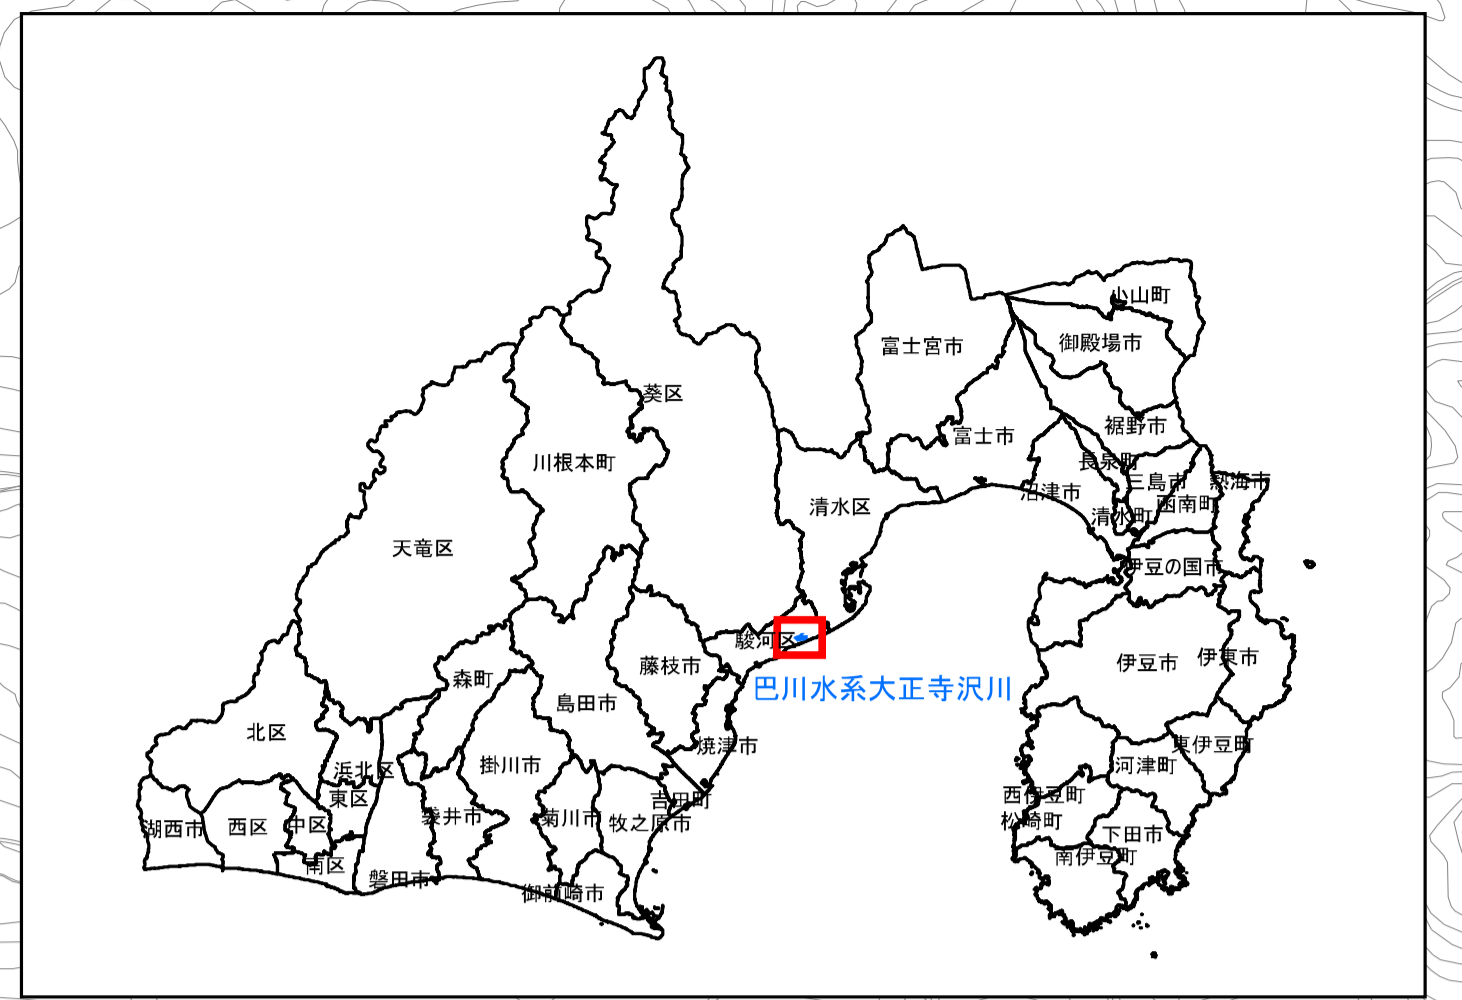 小山町
御殿場市
富士宮市
葵区
裾野市
富士市
川根本町
長泉町
三島市
熱海市
沼津市
函南町
清水区
清水町
天竜区
伊豆の国市
駿河区
伊豆市
伊東市
藤枝市
森町
巴川水系大正寺沢川
島田市
北区
焼津市
東伊豆町
掛川市
河津町
浜北区
東区
西伊豆町
吉田町
袋井市
菊川市
牧之原市
松崎町
湖西市
西区
中区
下田市
南伊豆町
南区
磐田市
御前崎市